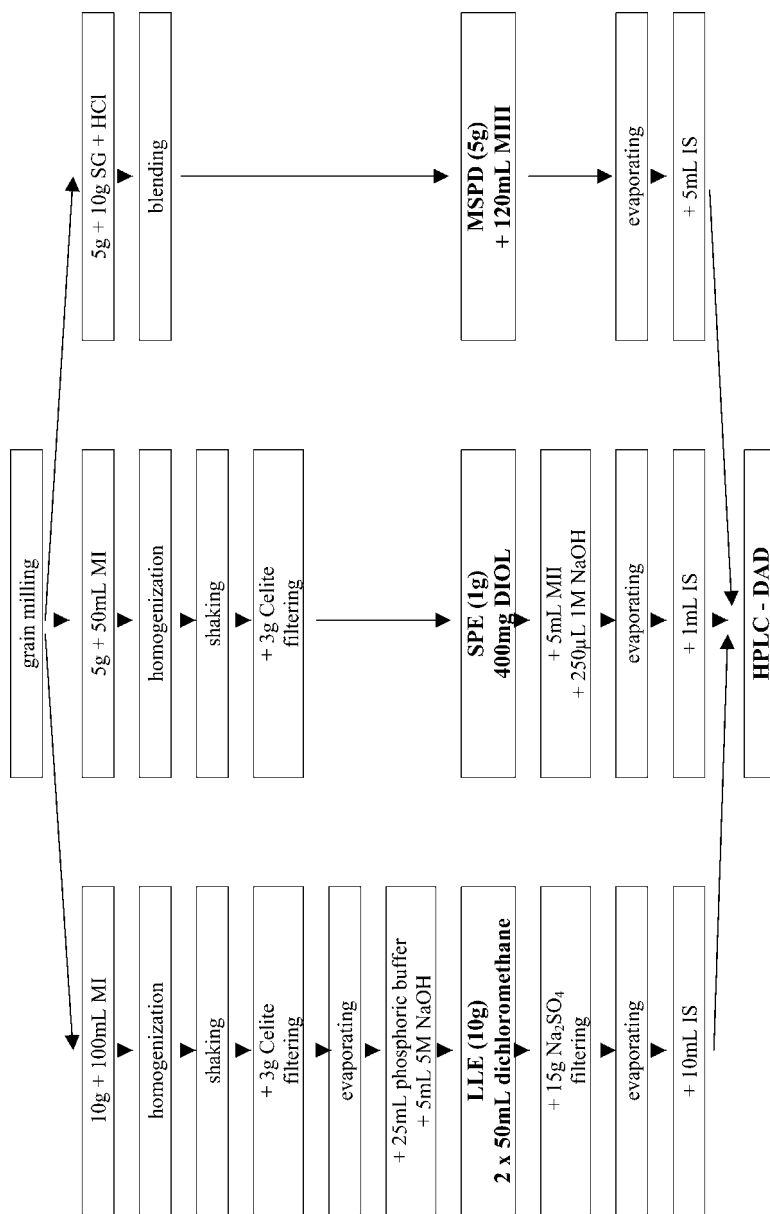 grain milling
10g + 100mL MI
homogenization
shaking
+ 3g Celite
filtering
evaporating
+ 25mL phosphoric buffer
+ 5mL 5M NaOH
LLE (10g)
2 x 50mL dichloromethane
+ 15g Na₂SO₄
filtering
evaporating
+ 10mL IS
5g + 50mL MI
homogenization
shaking
+ 3g Celite
filtering
SPE (1g)
400mg DIOL
+ 5mL MII
+ 250μL 1M NaOH
evaporating
+ 1mL IS
5g + 10g SG + HCl
blending
MSPD (5g)
+ 120mL MIII
evaporating
+ 5mL IS
HPLC - DAD